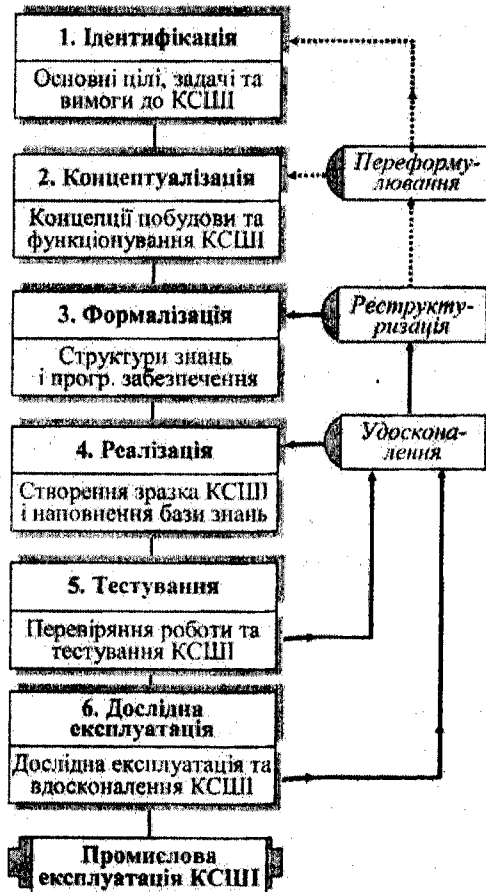 1. Ідентифікація
Основні цілі, задачі та
вимоги до КСШІ
2. Концептуалізація
Концепції побудови та
функціонування КСШІ
3. Формалізація
Структури знань
і прогр. забезпечення
4. Реалізація
Створення зразка КСШІ
і наповнення бази знань
5. Тестування
Перевіряння роботи та
тестування КСШІ
6. Дослідна
експлуатація
Дослідна експлуатація та
вдосконалення КСШІ
Промислова
експлуатація КСШІ
Переформу-
лювання
Реструкту-
ризація
Удоскона-
лення